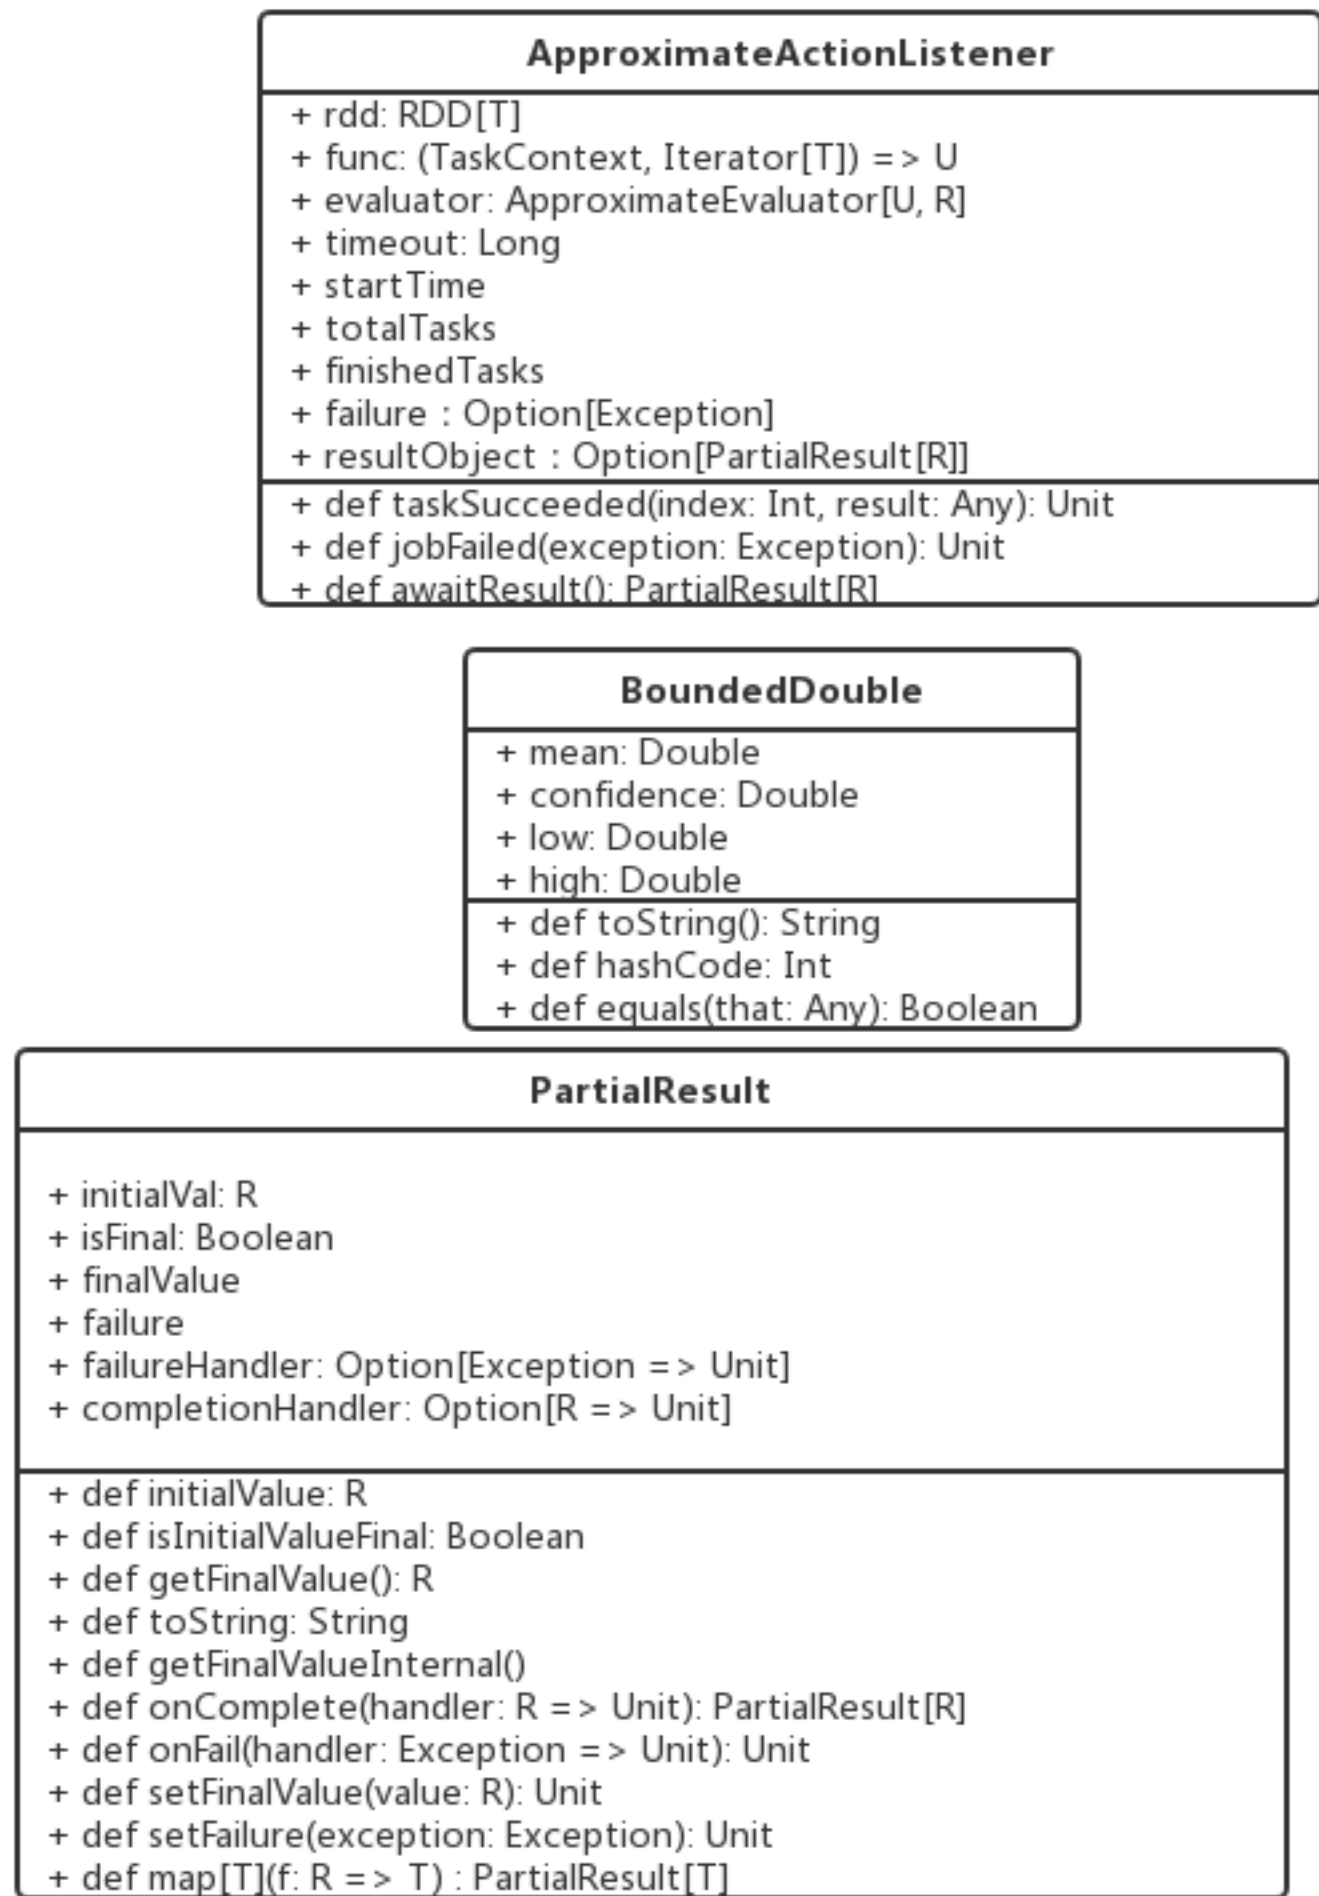 ApproximateActionListener
+ rdd: RDD[T]
+ func: (TaskContext, Iterator[T]) => U
+ evaluator: ApproximateEvaluator[U, R]
+ timeout: Long
+ startTime
+ totalTasks
+ finishedTasks
+ failure : Option[Exception]
+ resultObject : Option[PartialResult[R]]
+ def taskSucceeded(index: Int, result: Any): Unit
+ def jobFailed(exception: Exception): Unit
+ def awaitResult(): PartialResult[R]
BoundedDouble
+ mean: Double
+ confidence: Double
+ low: Double
+ high: Double
+ def toString(): String
+ def hashCode: Int
+ def equals(that: Any): Boolean
PartialResult
+ initialVal: R
+ isFinal: Boolean
+ finalValue
+ failure
+ failureHandler: Option[Exception => Unit]
+ completionHandler: Option[R => Unit]
+ def initialValue: R
+ def isInitialValueFinal: Boolean
+ def getFinalValue(): R
+ def toString: String
+ def getFinalValueInternal()
+ def onComplete(handler: R => Unit): PartialResult[R]
+ def onFail(handler: Exception => Unit): Unit
+ def setFinalValue(value: R): Unit
+ def setFailure(exception: Exception): Unit
+ def map[T](f: R => T) : PartialResult[T]